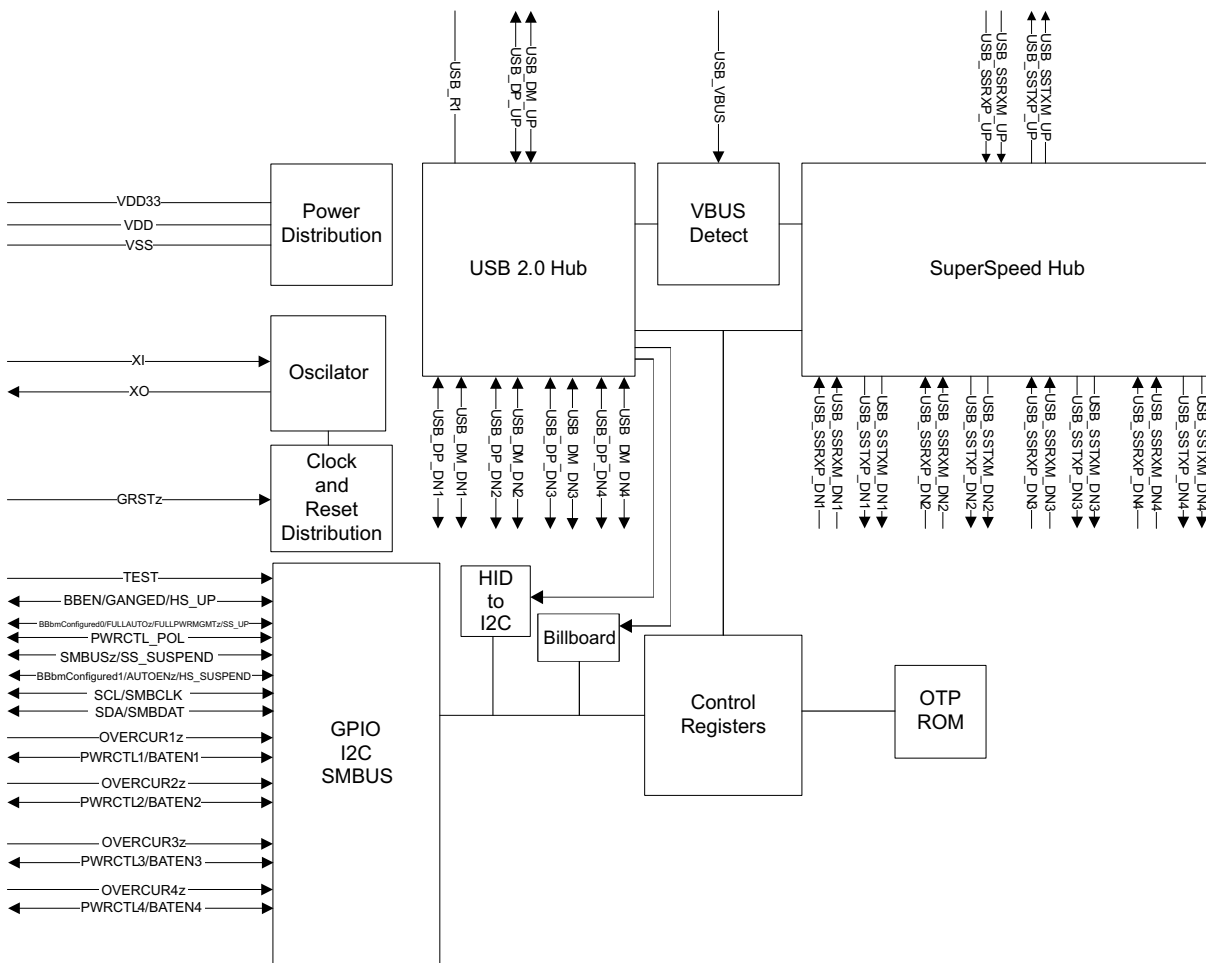 USB_R1
USB_DP_UP
USB_DM_UP
USB_VBUS
USB_SSRXP_UP
USB_SSRXM_UP
USB_SSTXP_UP
USB_SSTXM_UP
VDD33
VDD
VSS
Power
Distribution
USB 2.0 Hub
VBUS
Detect
SuperSpeed Hub
XI
XO
Oscilator
GRSTz
Clock
and
Reset
Distribution
USB_DP_DN1
USB_DM_DN1
USB_DP_DN2
USB_DM_DN2
USB_DP_DN3
USB_DM_DN3
USB_DP_DN4
USB_DM_DN4
USB_SSRXP_DN1
USB_SSRXM_DN1
USB_SSTXP_DN1
USB_SSTXM_DN1
USB_SSRXP_DN2
USB_SSRXM_DN2
USB_SSTXP_DN2
USB_SSTXM_DN2
USB_SSRXP_DN3
USB_SSRXM_DN3
USB_SSTXP_DN3
USB_SSTXM_DN3
USB_SSRXP_DN4
USB_SSRXM_DN4
USB_SSTXP_DN4
USB_SSTXM_DN4
TEST
BBEN/GANGED/HS_UP
BBbmConfigured0/FULLAUTOz/FULLPWRMGMTz/SS_UP
PWRCTL_POL
SMBUSz/SS_SUSPEND
BBbmConfigured1/AUTOENz/HS_SUSPEND
SCL/SMBCLK
SDA/SMBDAT
OVERCUR1z
PWRCTL1/BATEN1
OVERCUR2z
PWRCTL2/BATEN2
OVERCUR3z
PWRCTL3/BATEN3
OVERCUR4z
PWRCTL4/BATEN4
GPIO
I2C
SMBUS
HID
to
I2C
Billboard
Control
Registers
OTP
ROM